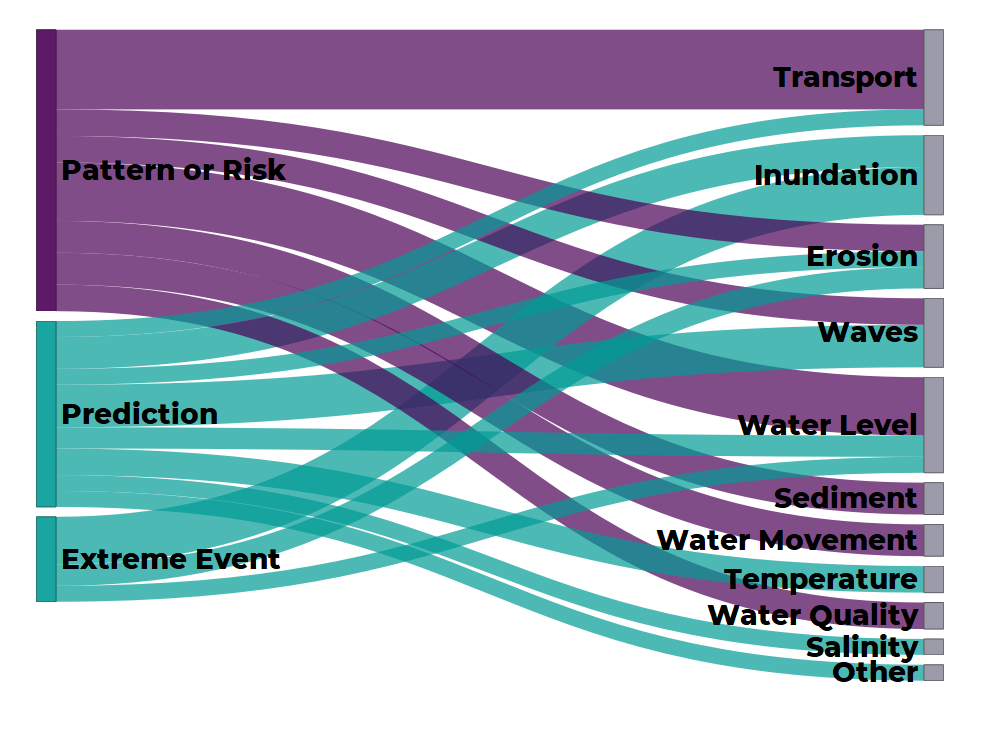 Pattern or Risk
Prediction
Extreme Event
Transport
Inundation
Erosion
Waves
Water Level
Sediment
Water Movement
Temperature
Water Quality
Salinity
Other